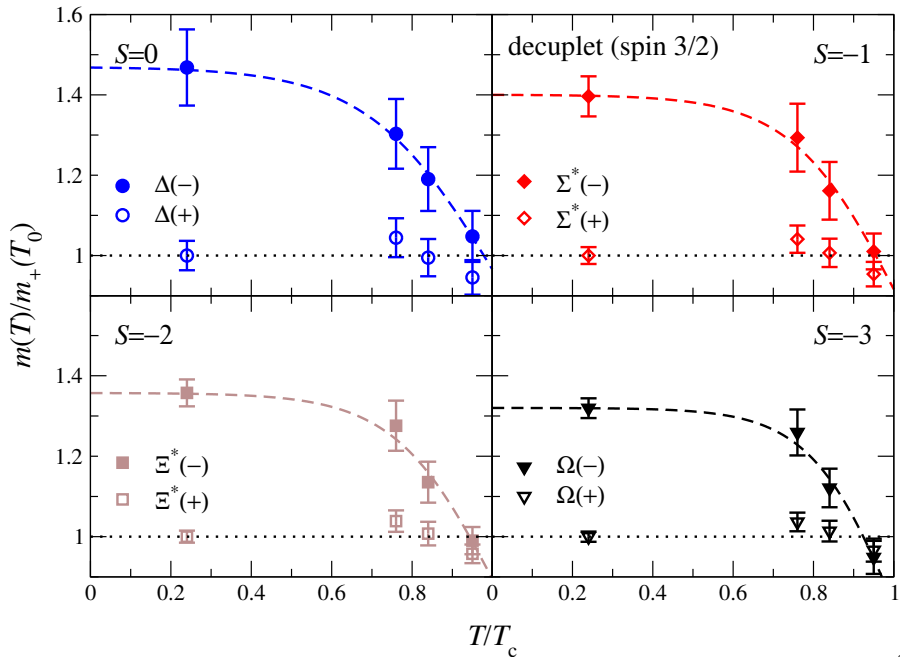 1.6
S=0
decuplet (spin 3/2)
S=−1
1.4
Δ(−)
Δ(+)
Σ*(−)
Σ*(+)
1.2
1
m(T)/m+(T0)
S=−2
S=−3
1.4
Ξ*(−)
Ξ*(+)
Ω(−)
Ω(+)
1.2
1
0 0.2 0.4 0.6 0.8 0 0.2 0.4 0.6 0.8 1
T/Tc